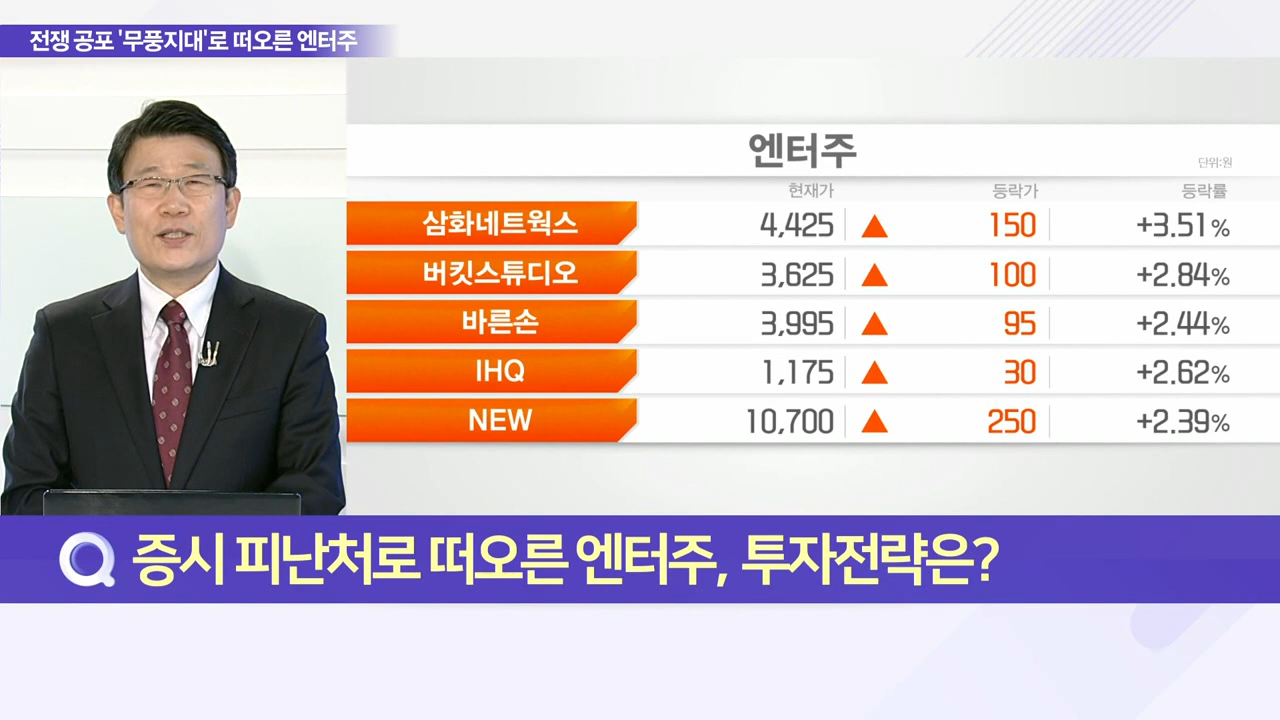 전쟁 공포 '무풍지대'로 떠오른 엔터주
엔터주
단위:원
현재가 등락가 등락률
삼화네트웍스 4,425 ▲ 150 +3.51%
버킷스튜디오 3,625 ▲ 100 +2.84%
바른손 3,995 ▲ 95 +2.44%
IHQ 1,175 ▲ 30 +2.62%
NEW 10,700 ▲ 250 +2.39%
Q 증시 피난처로 떠오른 엔터주, 투자전략은?